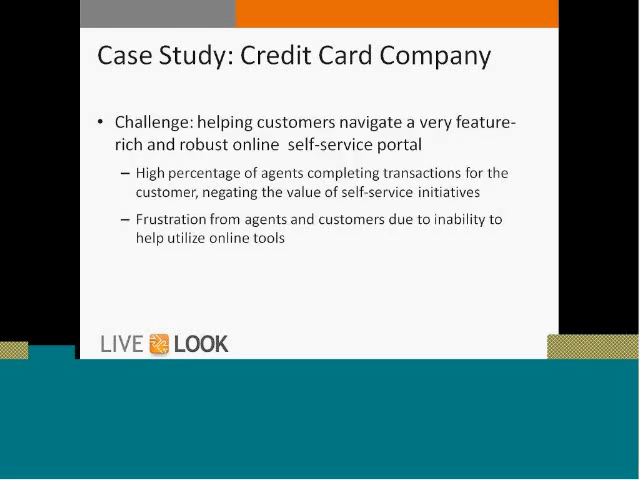 Case Study: Credit Card Company
• Challenge: helping customers navigate a very feature-
rich and robust online self-service portal
– High percentage of agents completing transactions for the
customer, negating the value of self-service initiatives
– Frustration from agents and customers due to inability to
help utilize online tools
LIVE LOOK